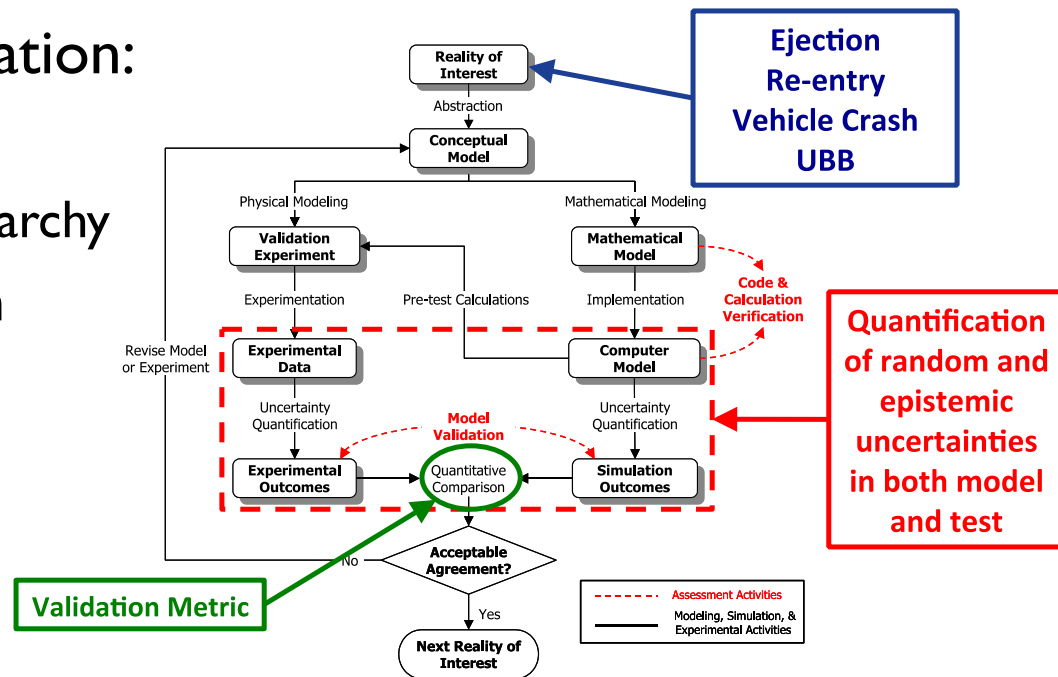 ation:
archy
n
Reality of
Interest
Abstraction
Conceptual
Model
Physical Modeling
Mathematical Modeling
Validation
Experiment
Mathematical
Model
Code &
Calculation
Verification
Experimentation
Pre-test Calculations
Implementation
Revise Model
or Experiment
Experimental
Data
Computer
Model
Uncertainty
Quantification
Model
Validation
Uncertainty
Quantification
Experimental
Outcomes
Quantitative
Comparison
Simulation
Outcomes
No
Acceptable
Agreement?
Yes
Next Reality of
Interest
Ejection
Re-entry
Vehicle Crash
UBB
Quantification
of random and
epistemic
uncertainties
in both model
and test
Validation Metric
Assessment Activities
Modeling, Simulation, &
Experimental Activities